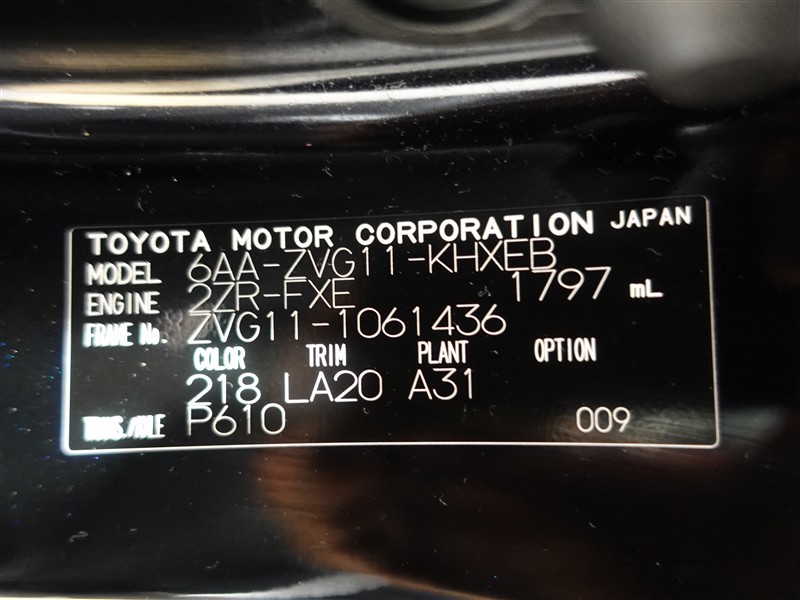 TOYOTA MOTOR CORPORATION JAPAN
MODEL 6AA-ZVG11-KHXEB
ENGINE 2ZR-FXE 1797 mL
FRAME No. ZVG11-1061436
COLOR TRIM PLANT OPTION
218 LA20 A31
TRNS./AXLE P610 009